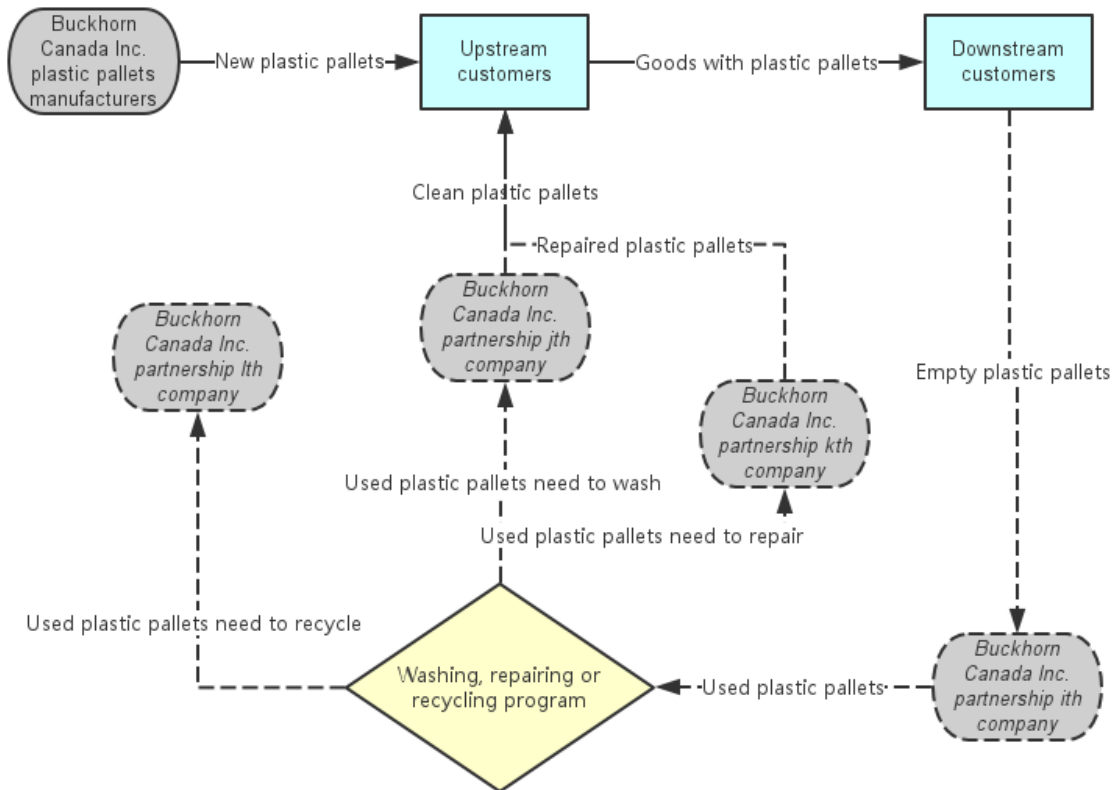 Buckhorn
Canada Inc.
plastic pallets
manufacturers
New plastic pallets
Upstream
customers
Goods with plastic pallets
Downstream
customers
Clean plastic pallets
Repaired plastic pallets
Buckhorn
Canada Inc.
partnership lth
company
Buckhorn
Canada Inc.
partnership jth
company
Buckhorn
Canada Inc.
partnership kth
company
Empty plastic pallets
Used plastic pallets need to wash
Used plastic pallets need to repair
Used plastic pallets need to recycle
Washing, repairing or
recycling program
Used plastic pallets
Buckhorn
Canada Inc.
partnership ith
company